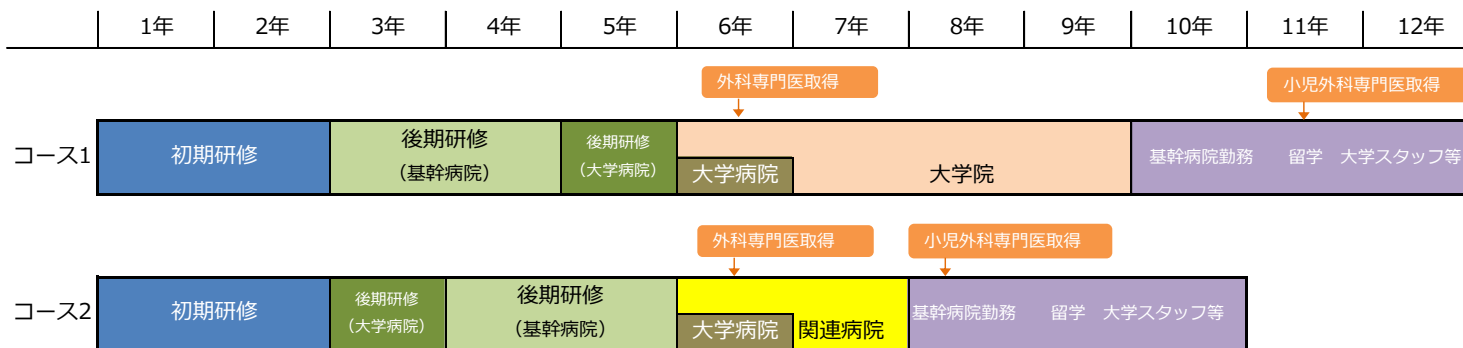 1年 2年 3年 4年 5年 6年 7年 8年 9年 10年 11年 12年
外科専門医取得 小児外科専門医取得
コース1 初期研修 後期研修 後期研修 基幹病院勤務 留学 大学スタッフ等
（基幹病院） （大学病院） 大学病院 大学院
外科専門医取得 小児外科専門医取得
コース2 初期研修 後期研修 後期研修 基幹病院勤務 留学 大学スタッフ等
（大学病院） （基幹病院） 大学病院 関連病院